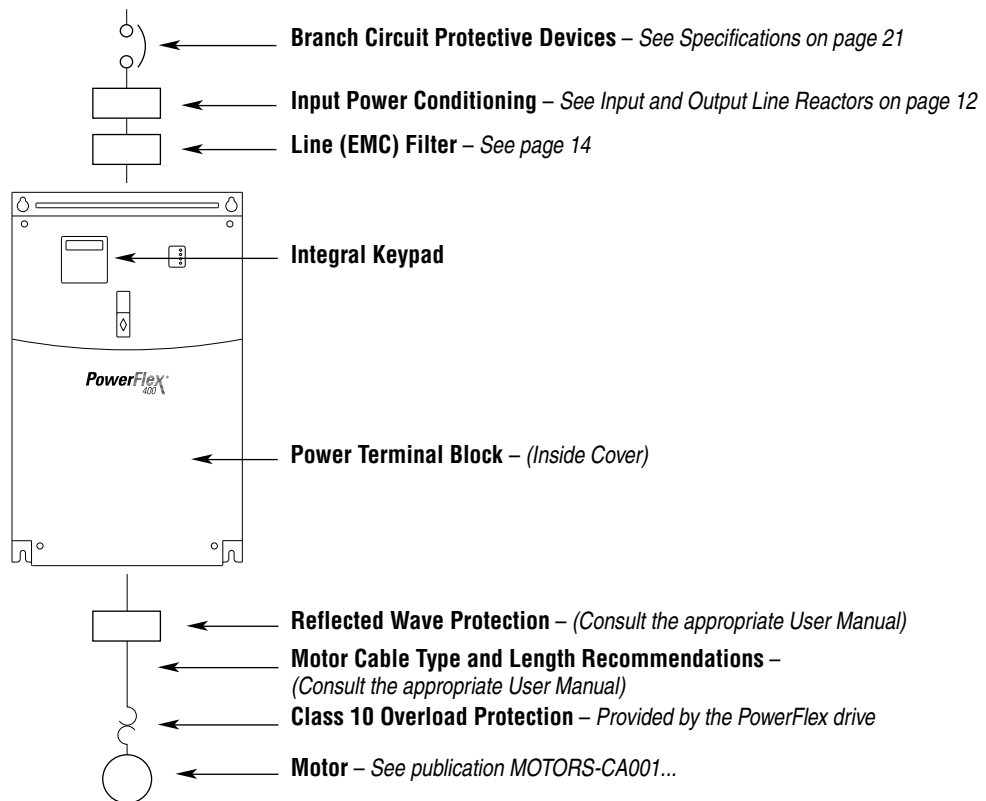 Branch Circuit Protective Devices – See Specifications on page 21
Input Power Conditioning – See Input and Output Line Reactors on page 12
Line (EMC) Filter – See page 14
Integral Keypad
PowerFlex
400
Power Terminal Block – (Inside Cover)
Reflected Wave Protection – (Consult the appropriate User Manual)
Motor Cable Type and Length Recommendations –
(Consult the appropriate User Manual)
Class 10 Overload Protection – Provided by the PowerFlex drive
Motor – See publication MOTORS-CA001...